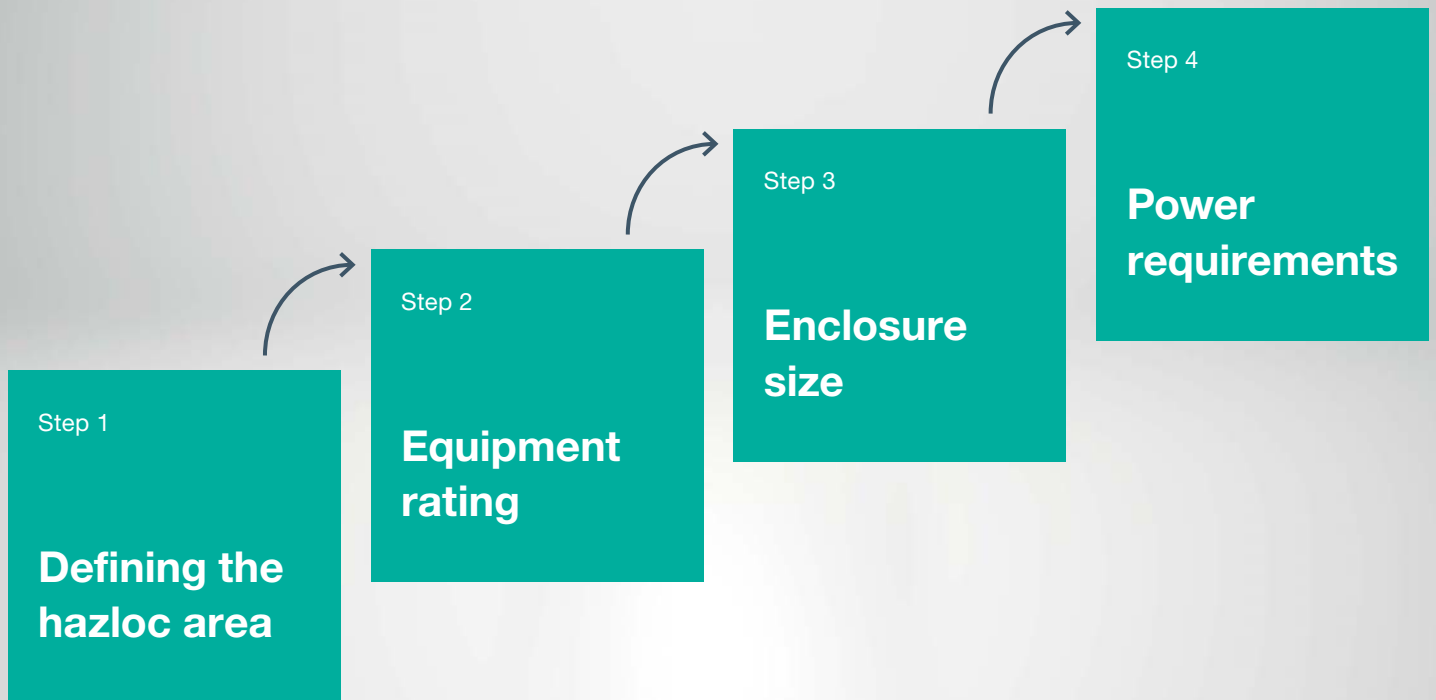 Step 1
Defining the
hazloc area
Step 2
Equipment
rating
Step 3
Enclosure
size
Step 4
Power
requirements